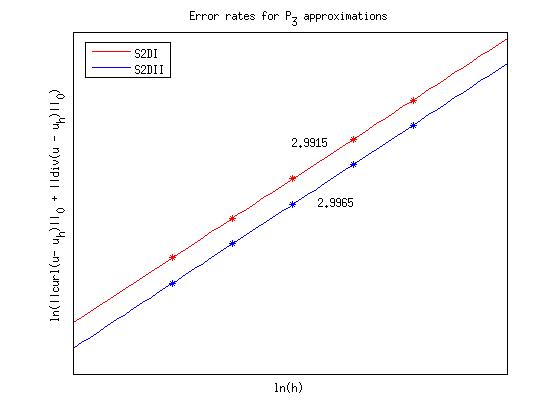 Error rates for P3 approximations
S2DI
S2DII
2.9915
2.9965
ln(||curl(u- uh)||0 + ||div(u - uh)||0)
ln(h)